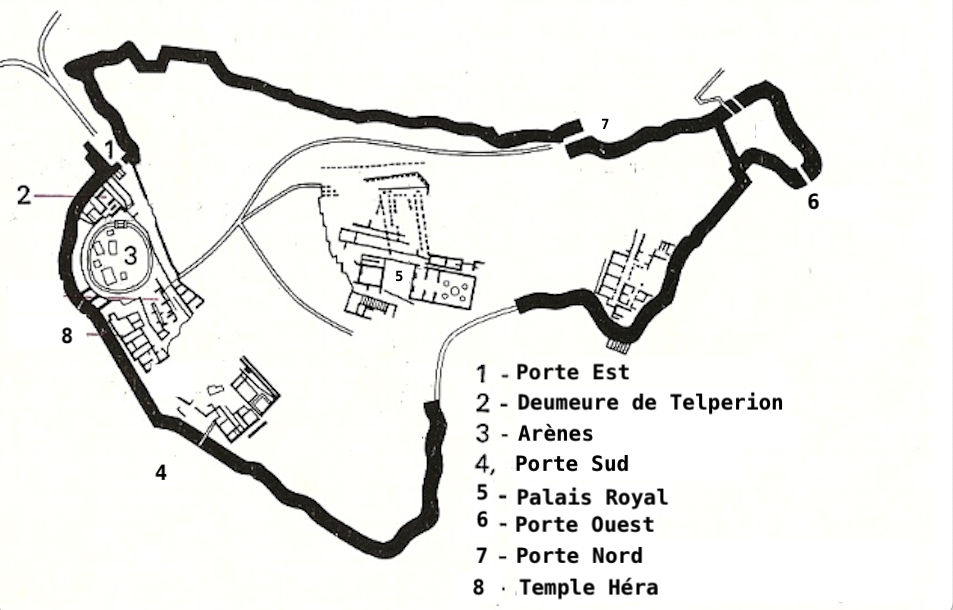 7
1
2
3
6
5
8
4
1 - Porte Est
2 - Deumeure de Telperion
3 - Arènes
4, Porte Sud
5 - Palais Royal
6 - Porte Ouest
7 - Porte Nord
8 · Temple Héra